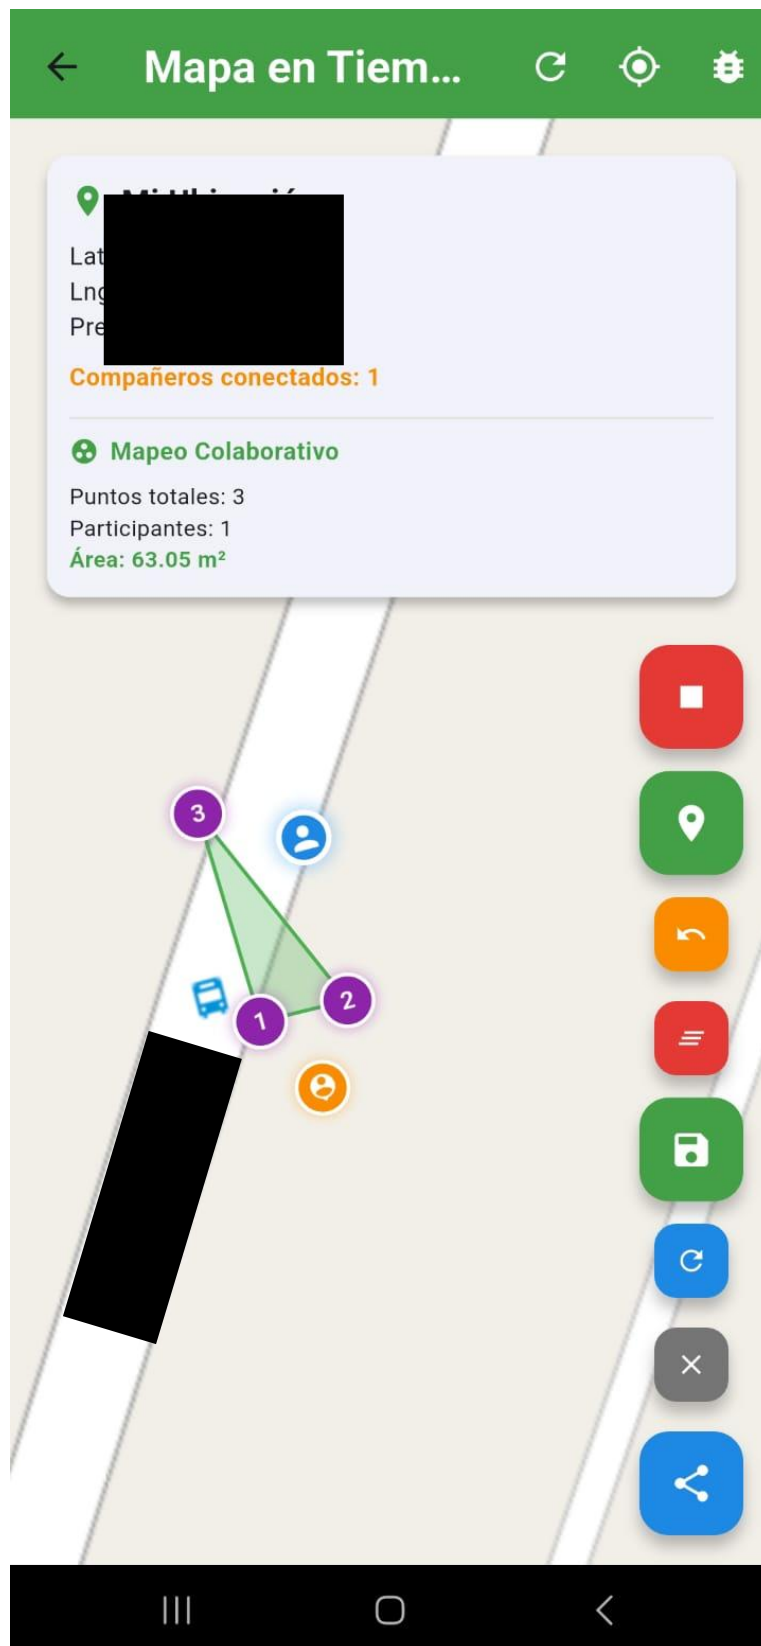 Mapa en Tiem...
Compañeros conectados: 1
Mapeo Colaborativo
Puntos totales: 3
Participantes: 1
Área: 63.05 m²
3
2
1